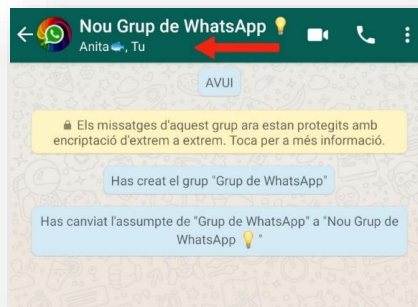 Nou Grup de WhatsApp 💡
Anita🐟, Tu
AVUI
🔒 Els missatges d'aquest grup ara estan protegits amb
encriptació d'extrem a extrem. Toca per a més informació.
Has creat el grup "Grup de WhatsApp"
Has canviat l'assumpte de "Grup de WhatsApp" a "Nou Grup de
WhatsApp 💡 "